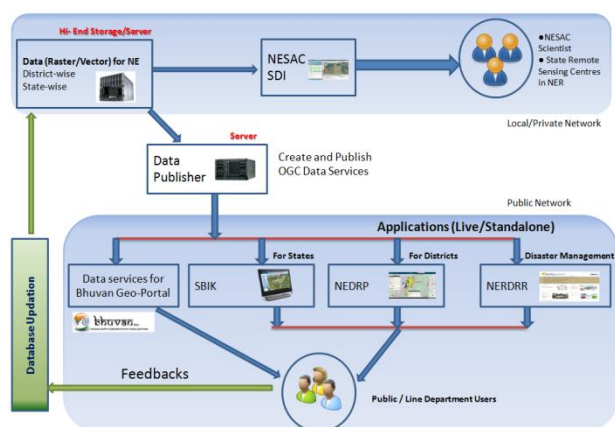 Hi- End Storage/Server
Data (Raster/Vector) for NE
District-wise
State-wise
NESAC
SDI
●NESAC
Scientist
● State Remote
Sensing Centres
in NER
Local/Private Network
Server
Data
Publisher
Create and Publish
OGC Data Services
Public Network
Applications (Live/Standalone)
For States
For Districts
Disaster Management
Data services for
Bhuvan Geo-Portal
SBIK
NEDRP
NERDRR
bhuvan
Database Updation
Feedbacks
Public / Line Department Users